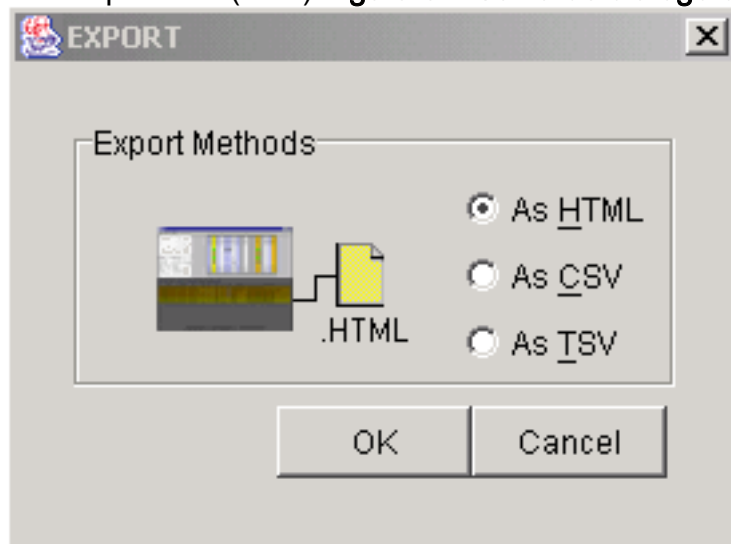 EXPORT
Export Methods
As HTML
As CSV
.HTML
As TSV
OK
Cancel